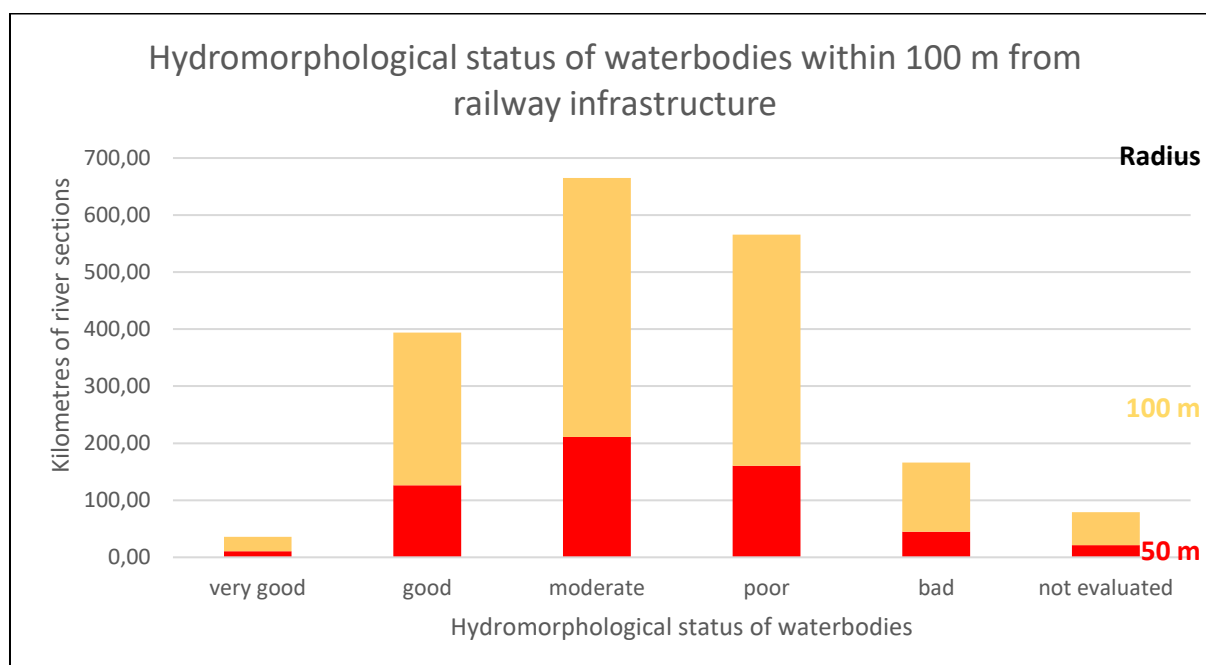 Hydromorphological status of waterbodies within 100 m from
railway infrastructure
Radius
Kilometres of river sections
700,00
600,00
500,00
400,00
300,00
200,00
100,00
0,00
100 m
50 m
very good good moderate poor bad not evaluated
Hydromorphological status of waterbodies